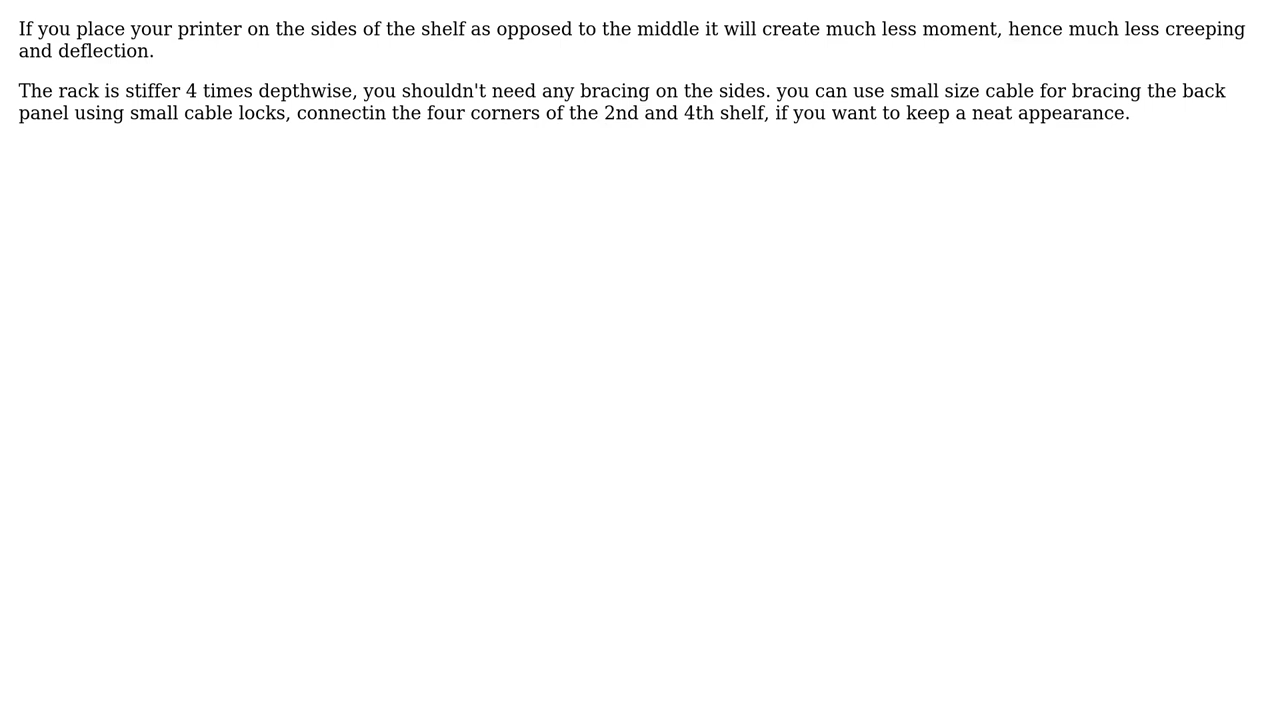 If you place your printer on the sides of the shelf as opposed to the middle it will create much less moment, hence much less creeping
and deflection.
The rack is stiffer 4 times depthwise, you shouldn't need any bracing on the sides. you can use small size cable for bracing the back
panel using small cable locks, connectin the four corners of the 2nd and 4th shelf, if you want to keep a neat appearance.